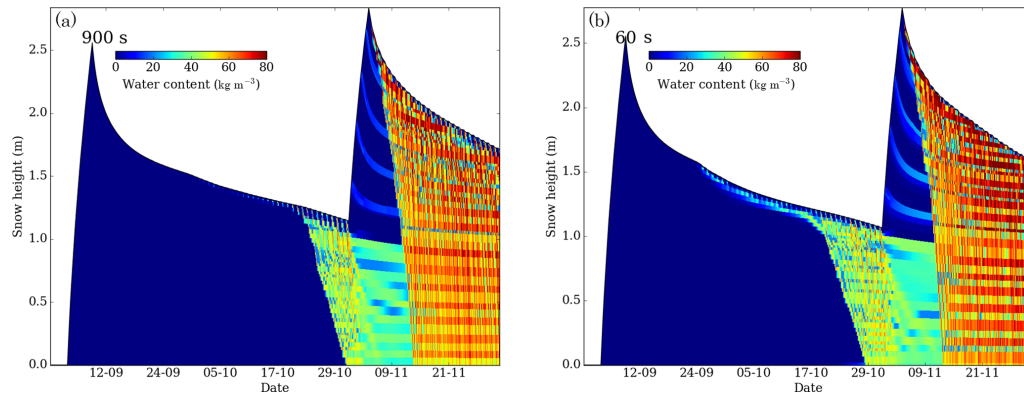 (a)
900 s
0 20 40 60 80
Water content (kg m⁻³)
Snow height (m)
2.5
2.0
1.5
1.0
0.5
0.0
12-09 24-09 05-10 17-10 29-10 09-11 21-11
Date
(b)
60 s
0 20 40 60 80
Water content (kg m⁻³)
Snow height (m)
2.5
2.0
1.5
1.0
0.5
0.0
12-09 24-09 05-10 17-10 29-10 09-11 21-11
Date